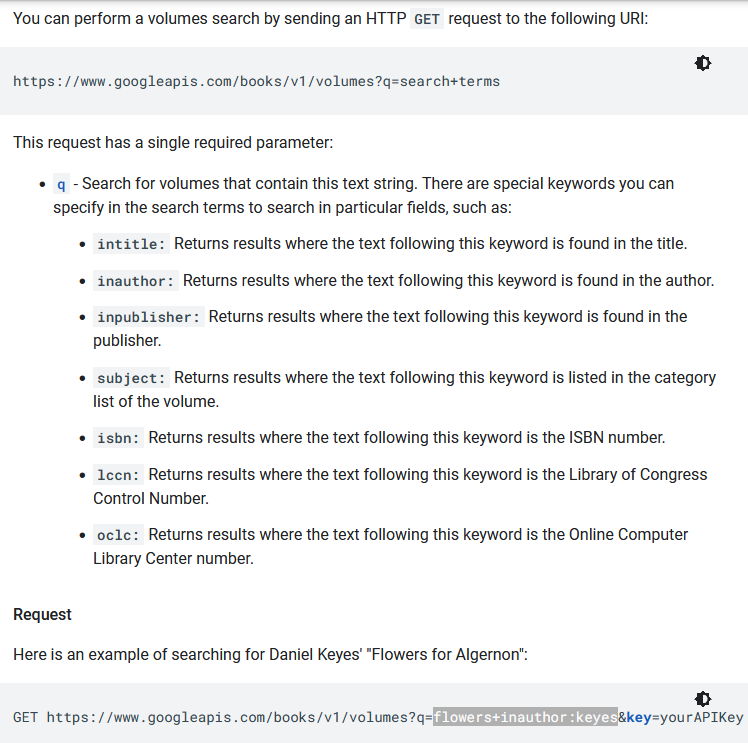 You can perform a volumes search by sending an HTTP GET request to the following URI:
https://www.googleapis.com/books/v1/volumes?q=search+terms
This request has a single required parameter:
• q - Search for volumes that contain this text string. There are special keywords you can
specify in the search terms to search in particular fields, such as:
• intitle: Returns results where the text following this keyword is found in the title.
• inauthor: Returns results where the text following this keyword is found in the author.
• inpublisher: Returns results where the text following this keyword is found in the
publisher.
• subject: Returns results where the text following this keyword is listed in the category
list of the volume.
• isbn: Returns results where the text following this keyword is the ISBN number.
• lccn: Returns results where the text following this keyword is the Library of Congress
Control Number.
• oclc: Returns results where the text following this keyword is the Online Computer
Library Center number.
Request
Here is an example of searching for Daniel Keyes' "Flowers for Algernon":
GET https://www.googleapis.com/books/v1/volumes?q=flowers+inauthor:keyes&key=yourAPIKey